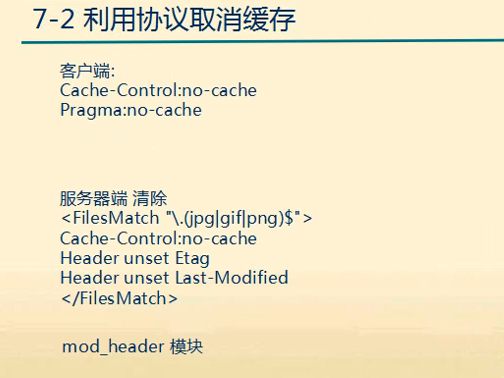 7-2 利用协议取消缓存
客户端:
Cache-Control:no-cache
Pragma:no-cache
服务器端 清除
<FilesMatch "\.(jpg|gif|png)$">
Cache-Control:no-cache
Header unset Etag
Header unset Last-Modified
</FilesMatch>
mod_header 模块